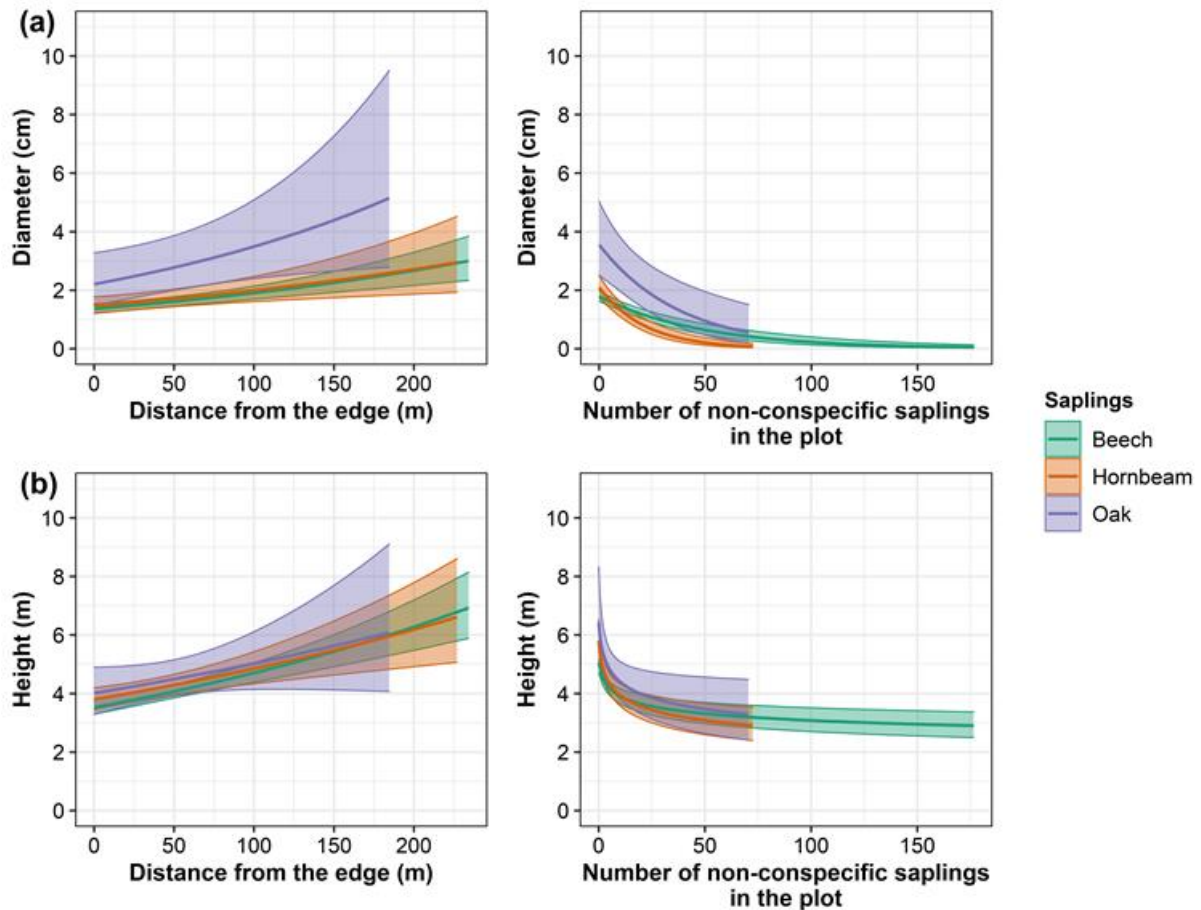 (a)
10
8
6
4
2
0
Diameter (cm)
0 50 100 150 200
Distance from the edge (m)
10
8
6
4
2
0
Diameter (cm)
0 50 100 150
Number of non-conspecific saplings
in the plot
Saplings
Beech
Hornbeam
Oak
(b)
10
8
6
4
2
0
Height (m)
0 50 100 150 200
Distance from the edge (m)
10
8
6
4
2
0
Height (m)
0 50 100 150
Number of non-conspecific saplings
in the plot